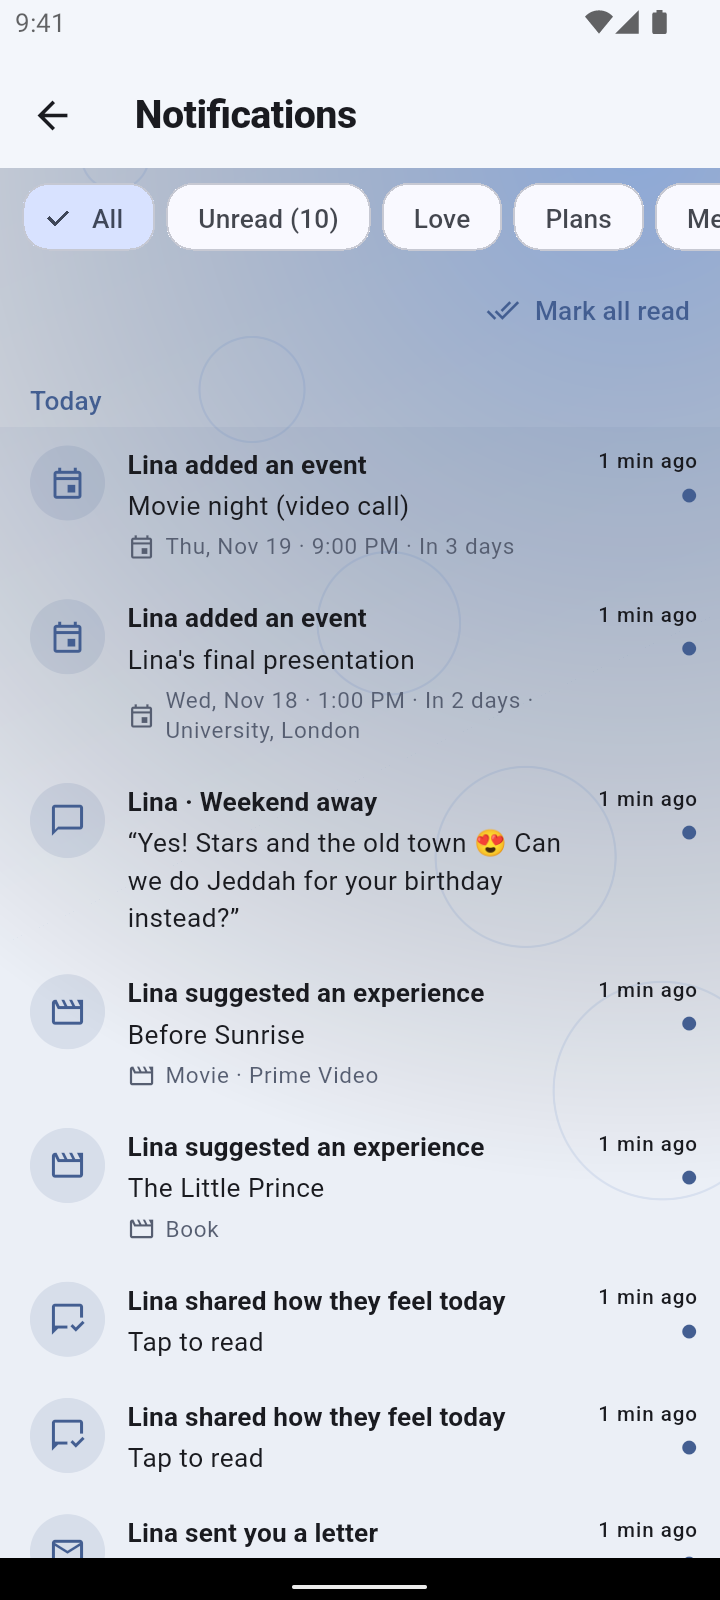 9:41
Notifications
All
Unread (10)
Love
Plans
Me
Mark all read
Today
Lina added an event
1 min ago
Movie night (video call)
Thu, Nov 19 · 9:00 PM · In 3 days
Lina added an event
1 min ago
Lina's final presentation
Wed, Nov 18 · 1:00 PM · In 2 days ·
University, London
Lina · Weekend away
1 min ago
“Yes! Stars and the old town 😍 Can
we do Jeddah for your birthday
instead?”
Lina suggested an experience
1 min ago
Before Sunrise
Movie · Prime Video
Lina suggested an experience
1 min ago
The Little Prince
Book
Lina shared how they feel today
1 min ago
Tap to read
Lina shared how they feel today
1 min ago
Tap to read
Lina sent you a letter
1 min ago